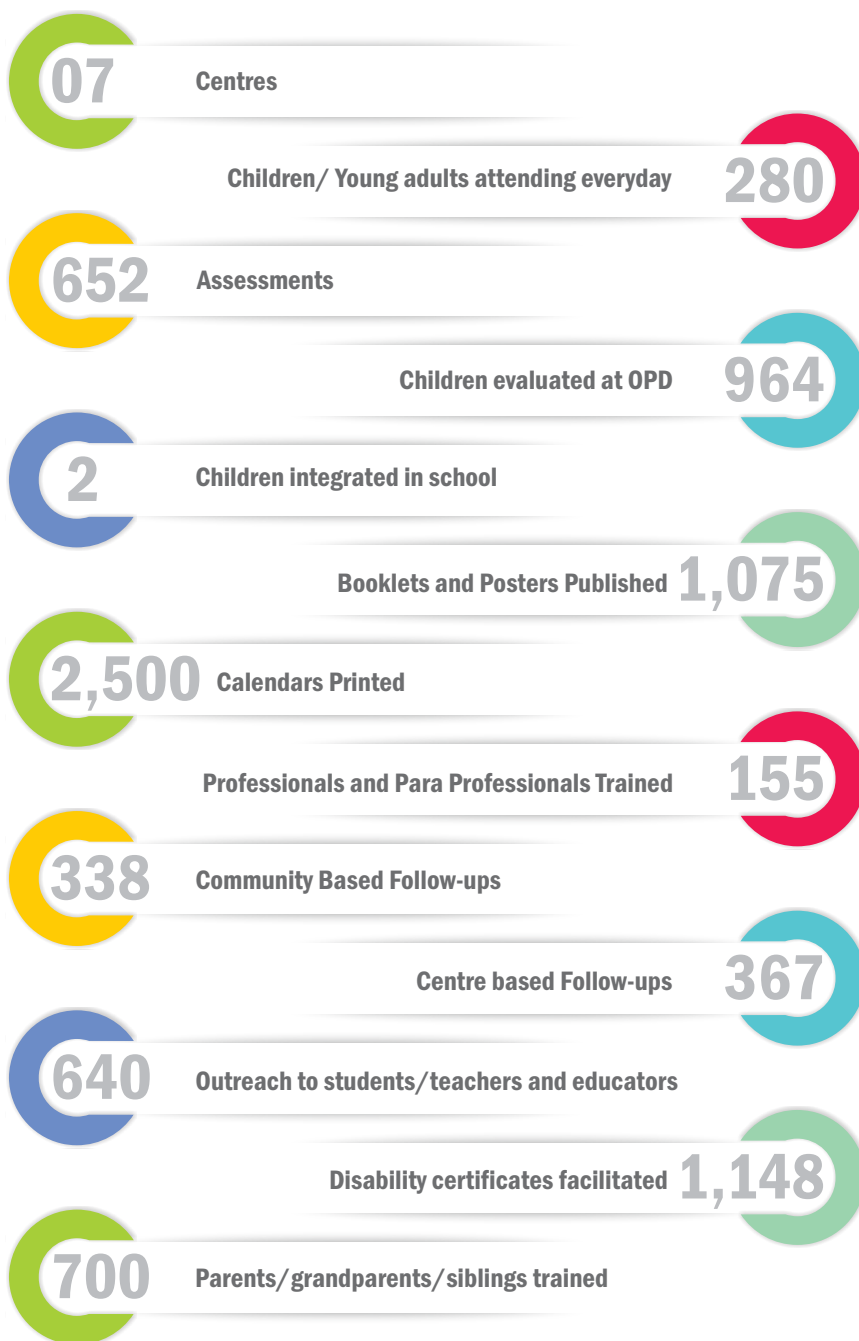 07 Centres
Children/ Young adults attending everyday 280
652 Assessments
Children evaluated at OPD 964
2 Children integrated in school
Booklets and Posters Published 1,075
2,500 Calendars Printed
Professionals and Para Professionals Trained 155
338 Community Based Follow-ups
Centre based Follow-ups 367
640 Outreach to students/teachers and educators
Disability certificates facilitated 1,148
700 Parents/grandparents/siblings trained